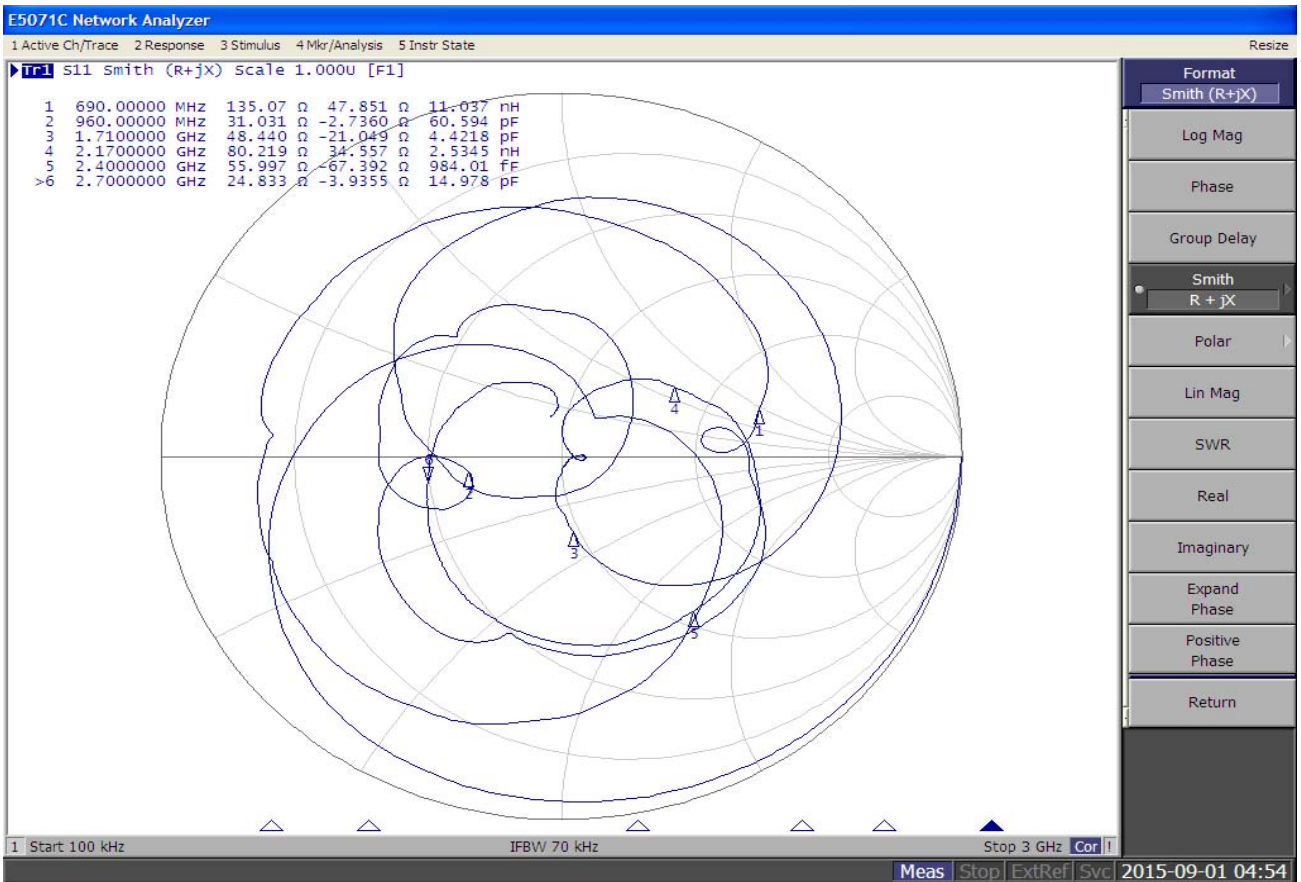 E5071C Network Analyzer
1 Active Ch/Trace 2 Response 3 Stimulus 4 Mkr/Analysis 5 Instr State Resize
Tr1 S11 Smith (R+jX) Scale 1.000U [F1]
1 690.00000 MHz 135.07 Ω 47.851 Ω 11.037 nH
2 960.00000 MHz 31.031 Ω -2.7360 Ω 60.594 pF
3 1.7100000 GHz 48.440 Ω -21.049 Ω 4.4218 pF
4 2.1700000 GHz 80.219 Ω 34.557 Ω 2.5345 nH
5 2.4000000 GHz 55.997 Ω -67.392 Ω 984.01 fF
>6 2.7000000 GHz 24.833 Ω -3.9355 Ω 14.978 pF
4
1
6
2
3
5
Format
Smith (R+jX)
Log Mag
Phase
Group Delay
Smith
R + jX
Polar
Lin Mag
SWR
Real
Imaginary
Expand
Phase
Positive
Phase
Return
1 Start 100 kHz IFBW 70 kHz Stop 3 GHz Cor !
Meas Stop ExtRef Svc 2015-09-01 04:54